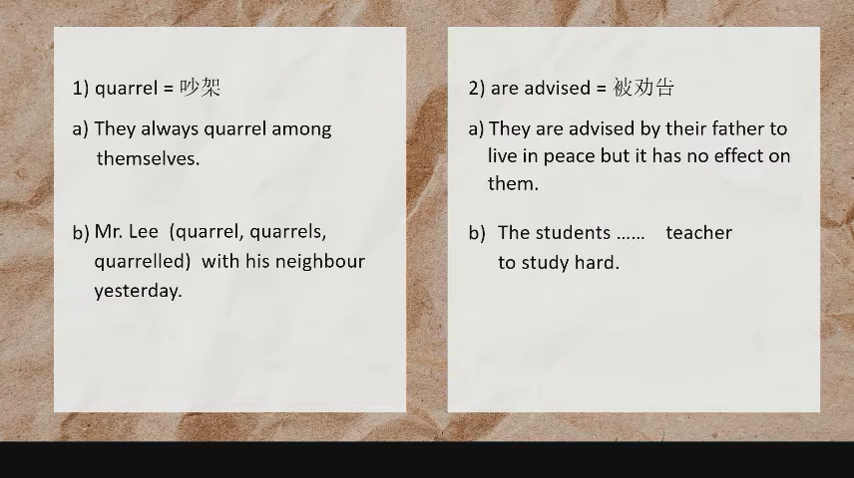 1) quarrel = 吵架
a) They always quarrel among
themselves.
b) Mr. Lee (quarrel, quarrels,
quarrelled) with his neighbour
yesterday.
2) are advised = 被劝告
a) They are advised by their father to
live in peace but it has no effect on
them.
b) The students ...... teacher
to study hard.